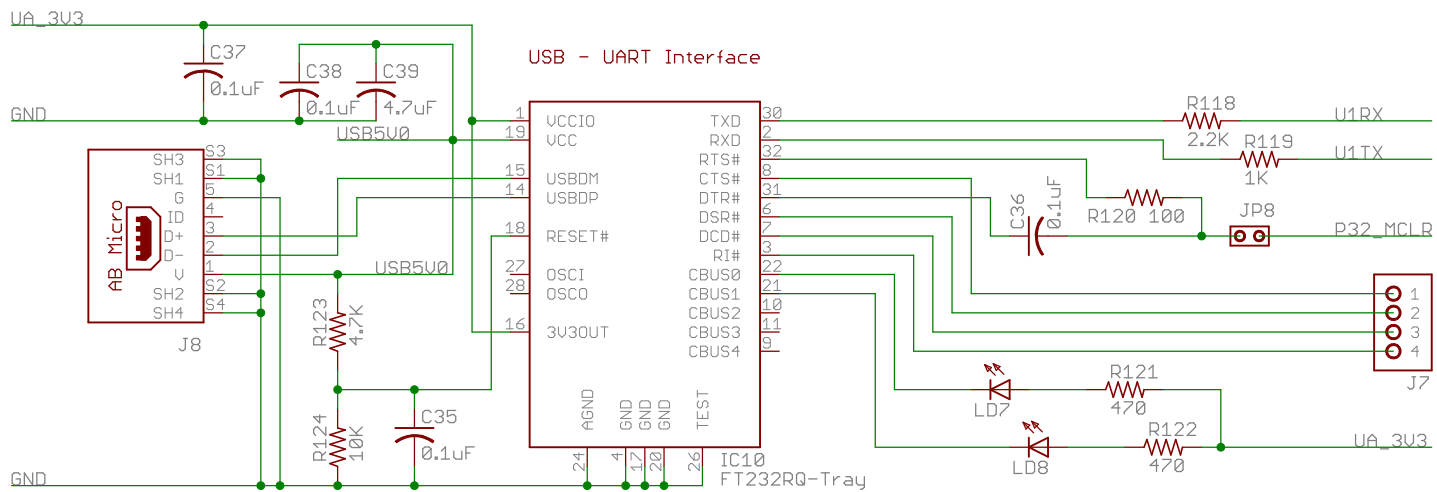 UA_3V3
C37
0.1uF
C38
0.1uF
C39
4.7uF
GND
USB5V0
USB - UART Interface
AB Micro
SH3
SH1
G
ID
D+
D-
V
SH2
SH4
S3
S1
5
4
3
2
1
S2
S4
J8
USB5V0
R123
4.7K
R124
10K
C35
0.1uF
GND
1
19
15
14
18
27
28
16
VCCIO
VCC
USBDM
USBDP
RESET#
OSCI
OSCO
3V3OUT
TXD
RXD
RTS#
CTS#
DTR#
DSR#
DCD#
RI#
CBUS0
CBUS1
CBUS2
CBUS3
CBUS4
30
2
32
8
31
6
7
3
22
21
10
11
9
AGND
GND
GND
GND
TEST
24
4
17
20
26
IC10
FT232RQ-Tray
R118
2.2K
U1RX
R119
1K
U1TX
C36
0.1uF
R120 100
JP8
P32_MCLR
1
2
3
4
J7
LD7
R121
470
LD8
R122
470
UA_3V3